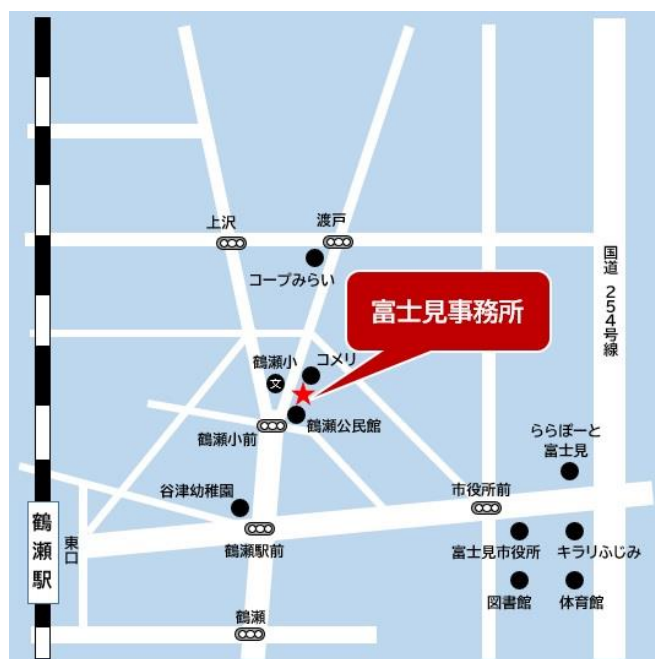 上沢
渡戸
コープみらい
国道 254号線
富士見事務所
鶴瀬小
コメリ
文
鶴瀬公民館
鶴瀬小前
ららぽーと
富士見
谷津幼稚園
市役所前
鶴瀬駅
東口
鶴瀬駅前
富士見市役所
キラリふじみ
図書館
体育館
鶴瀬